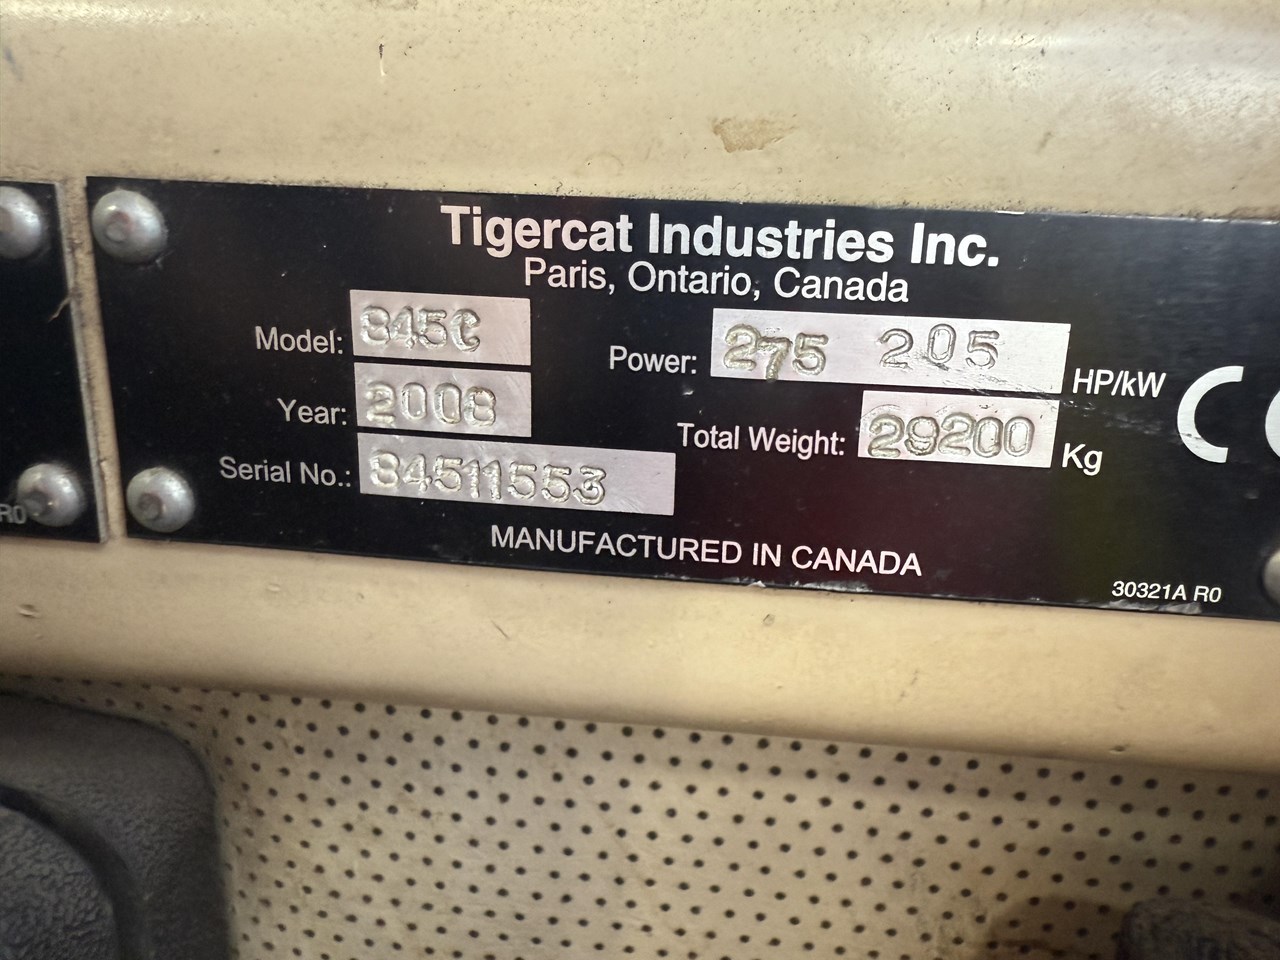 Tigercat Industries Inc.
Paris, Ontario, Canada
Model: 845C
Power: 275 205 HP/kW
Year: 2008
Total Weight: 29200 Kg
Serial No.: 84511553
MANUFACTURED IN CANADA
30321A R0
R0
C